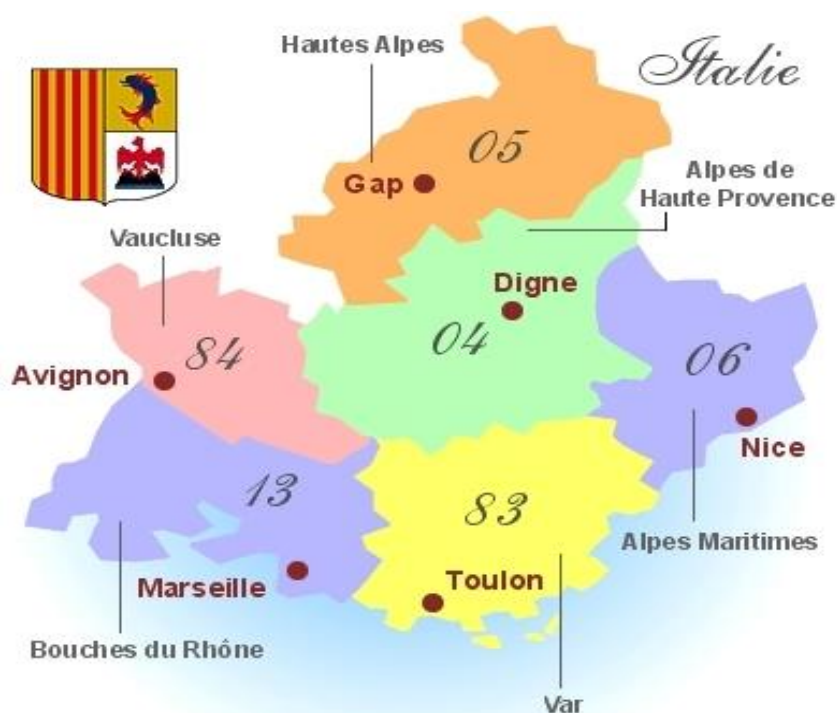 Hautes Alpes
Italie
05
Gap
Alpes de
Haute Provence
Vaucluse
Digne
84
04
06
Avignon
Nice
13
83
Alpes Maritimes
Marseille
Toulon
Bouches du Rhône
Var